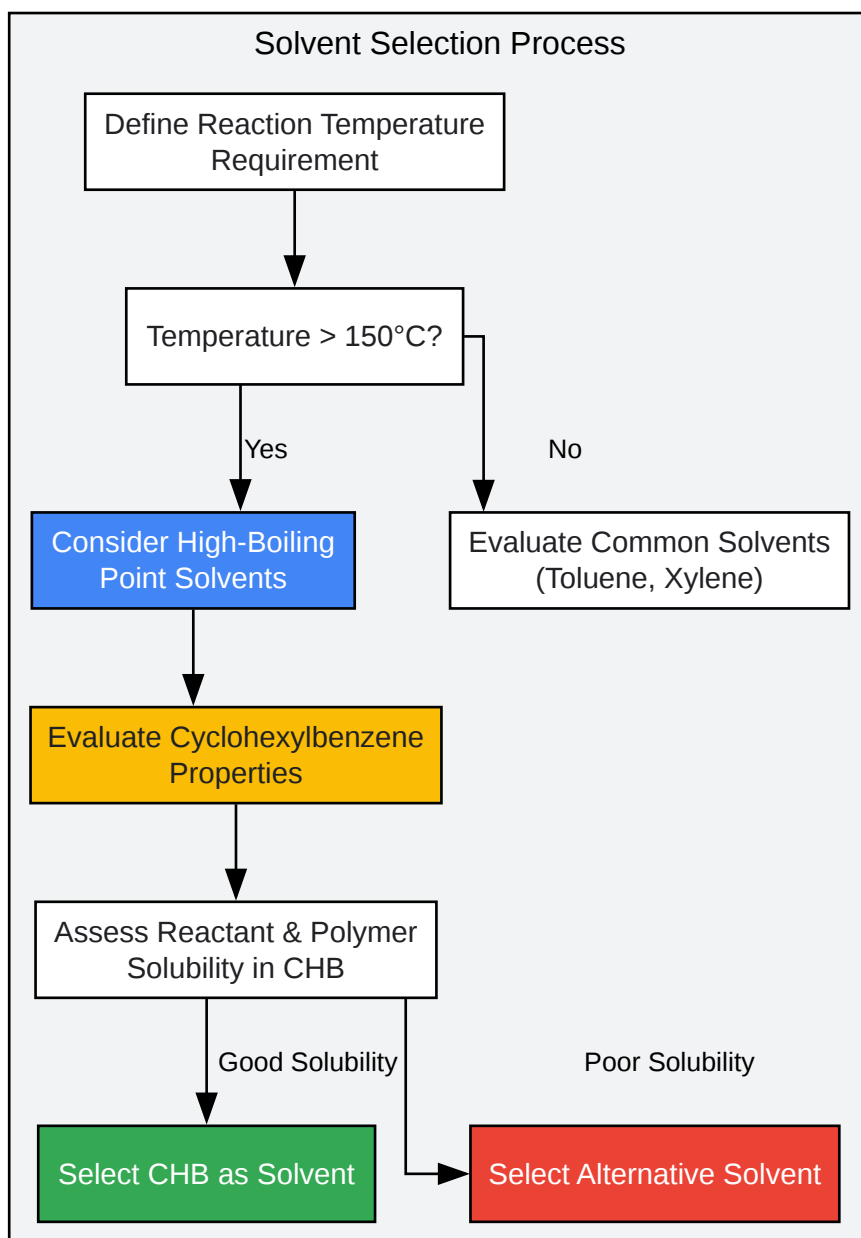 Solvent Selection Process
Define Reaction Temperature
Requirement
Temperature > 150°C?
Yes
No
Consider High-Boiling
Point Solvents
Evaluate Common Solvents
(Toluene, Xylene)
Evaluate Cyclohexylbenzene
Properties
Assess Reactant & Polymer
Solubility in CHB
Good Solubility
Poor Solubility
Select CHB as Solvent
Select Alternative Solvent